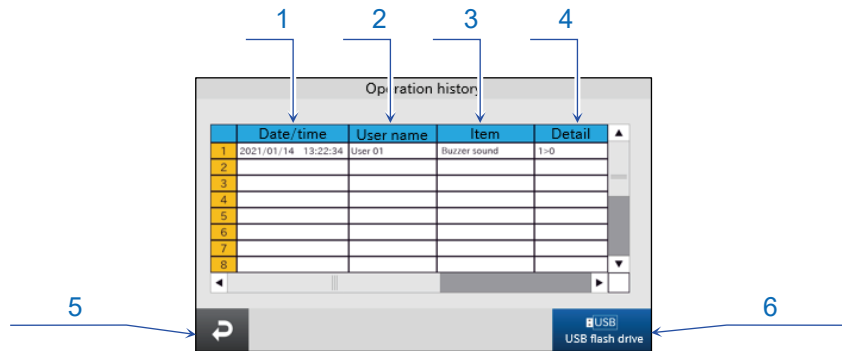 1 2 3 4
Operation history
Date/time User name Item Detail
1 2021/01/14 13:22:34 User 01 Buzzer sound 1>0
2
3
4
5
6
7
8
5
6
USB
USB flash drive